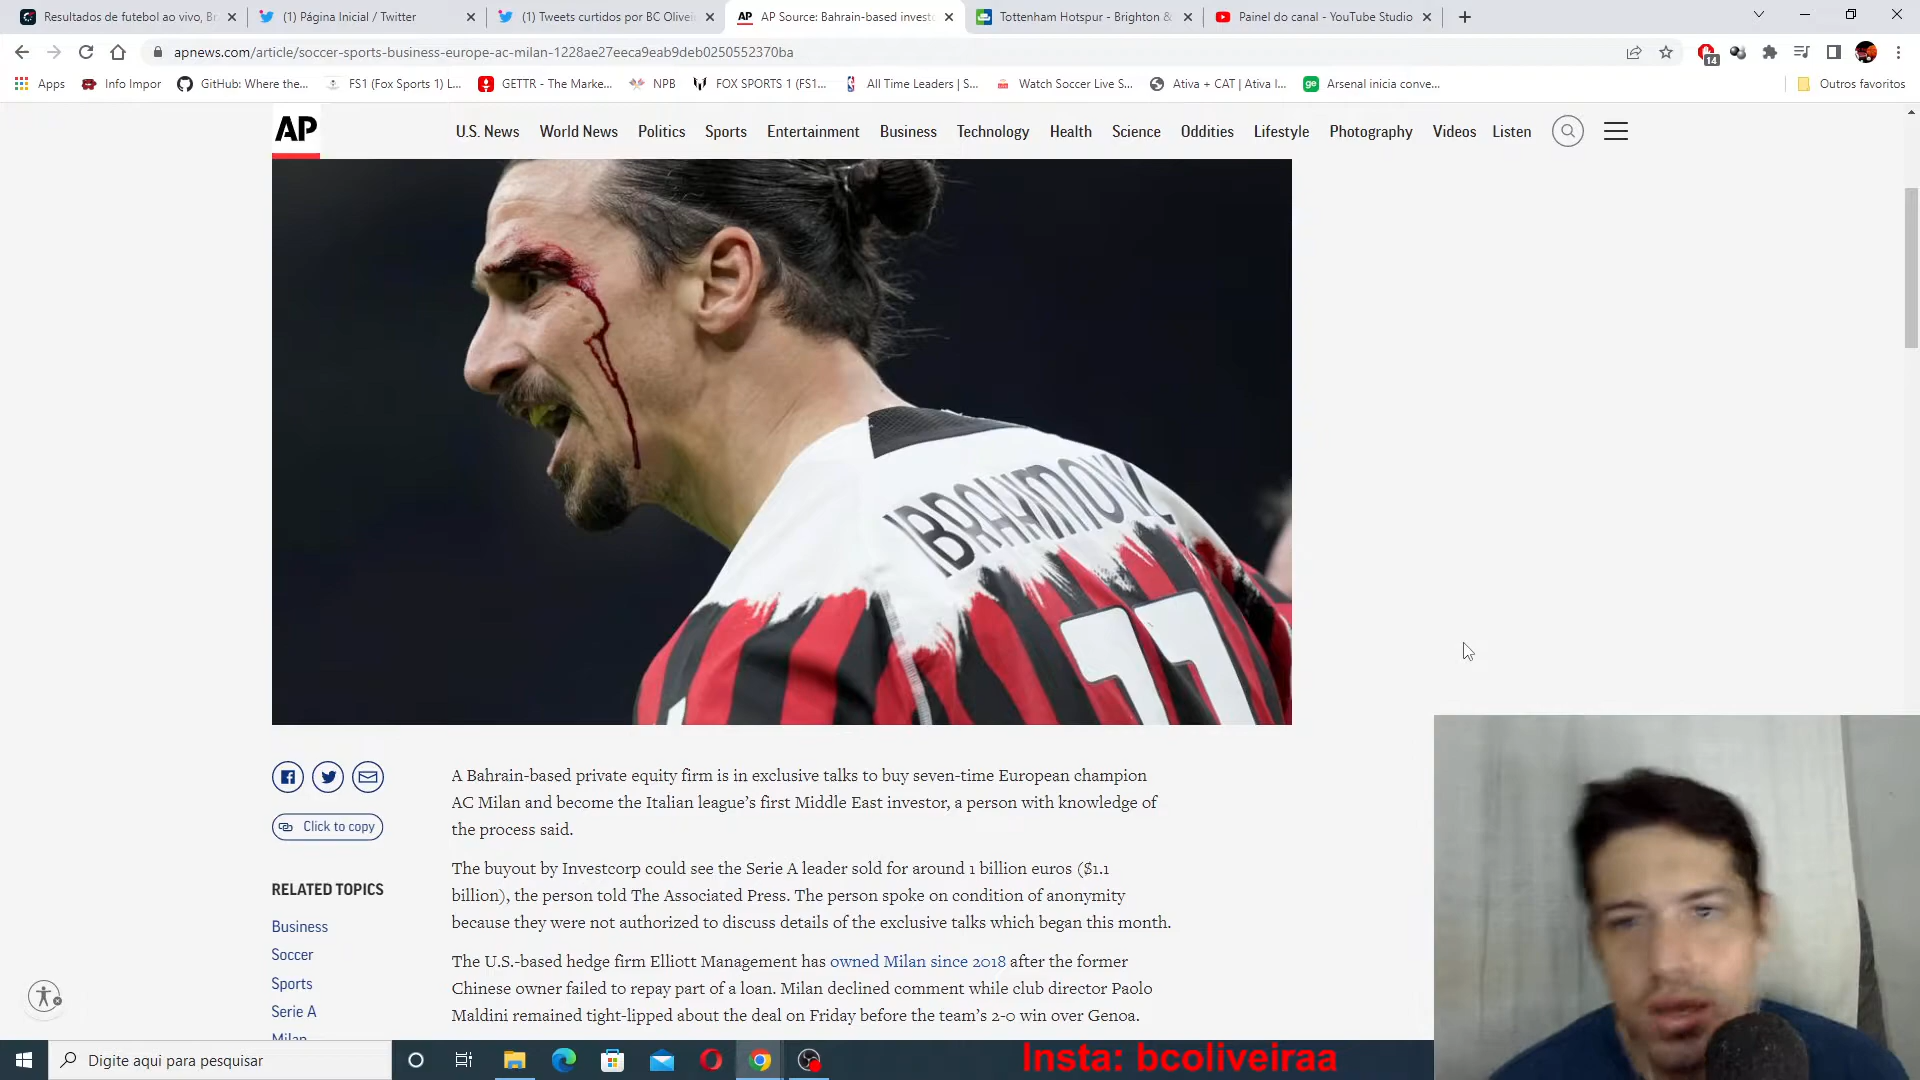 Resultados de futebol ao vivo, Br
(1) Página Inicial / Twitter
(1) Tweets curtidos por BC Olivei
AP Source: Bahrain-based investo
Tottenham Hotspur - Brighton &
Painel do canal - YouTube Studio
apnews.com/article/soccer-sports-business-europe-ac-milan-1228ae27eeca9eab9deb0250552370ba
14
Apps
Info Impor
GitHub: Where the...
FS1 (Fox Sports 1) L...
GETTR - The Marke...
NPB
FOX SPORTS 1 (FS1...
All Time Leaders | S...
Watch Soccer Live S...
Ativa + CAT | Ativa I...
Arsenal inicia conve...
Outros favoritos
AP
U.S. News
World News
Politics
Sports
Entertainment
Business
Technology
Health
Science
Oddities
Lifestyle
Photography
Videos
Listen
IBRAHIMOVIĆ
11
Click to copy
A Bahrain-based private equity firm is in exclusive talks to buy seven-time European champion
AC Milan and become the Italian league's first Middle East investor, a person with knowledge of
the process said.
The buyout by Investcorp could see the Serie A leader sold for around 1 billion euros ($1.1
billion), the person told The Associated Press. The person spoke on condition of anonymity
because they were not authorized to discuss details of the exclusive talks which began this month.
The U.S.-based hedge firm Elliott Management has owned Milan since 2018 after the former
Chinese owner failed to repay part of a loan. Milan declined comment while club director Paolo
Maldini remained tight-lipped about the deal on Friday before the team's 2-0 win over Genoa.
RELATED TOPICS
Business
Soccer
Sports
Serie A
Milan
Digite aqui para pesquisar
Insta: bcoliveiraa